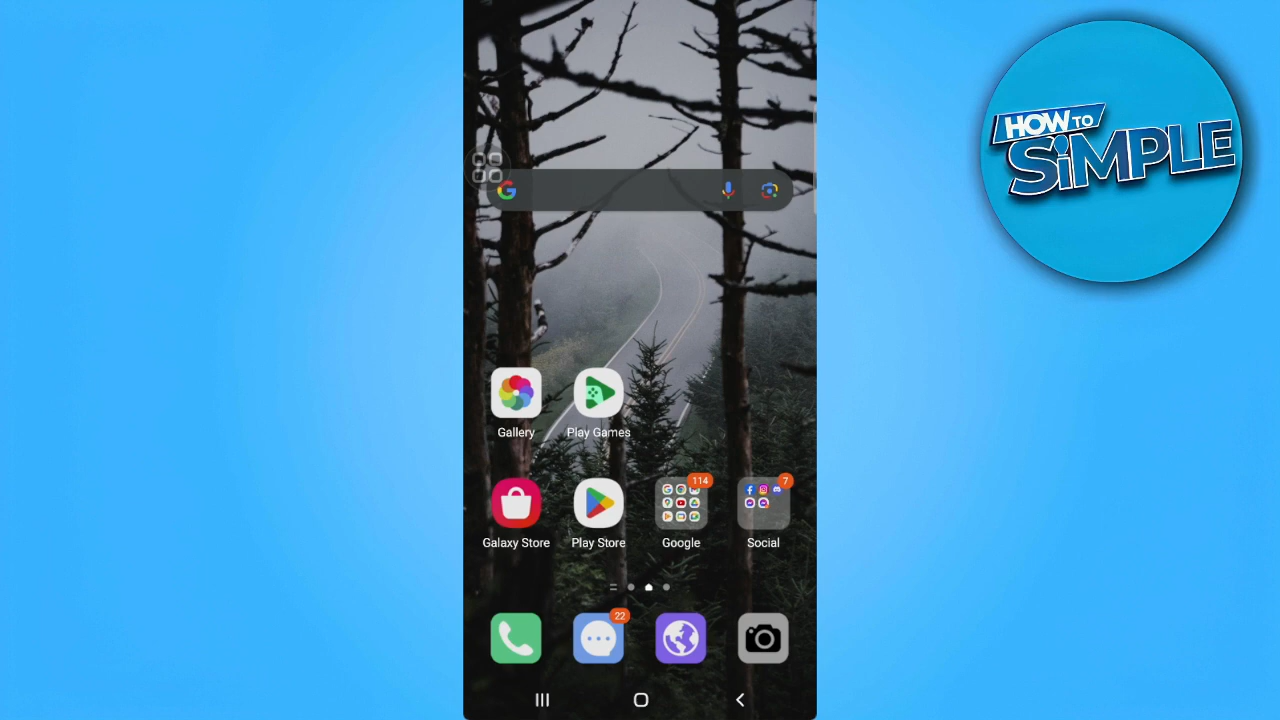 HOW TO
SiMPLE
Gallery
Play Games
114
7
Galaxy Store
Play Store
Google
Social
22